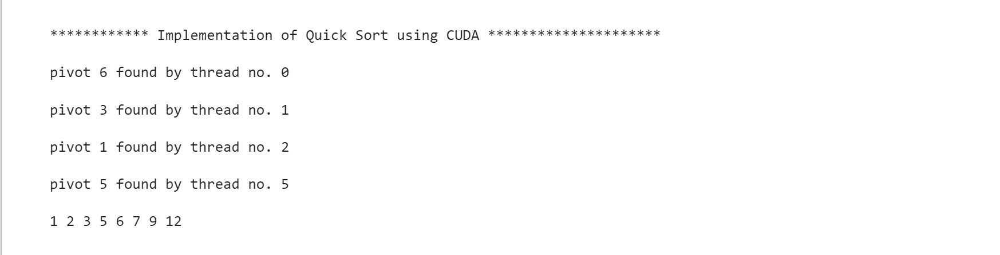 ************ Implementation of Quick Sort using CUDA *********************
pivot 6 found by thread no. 0
pivot 3 found by thread no. 1
pivot 1 found by thread no. 2
pivot 5 found by thread no. 5
1 2 3 5 6 7 9 12